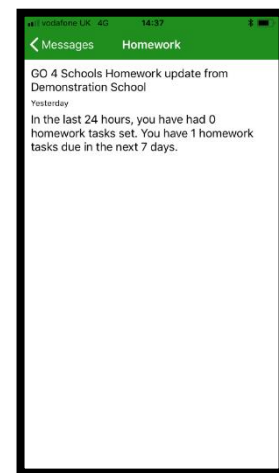 vodafone UK 4G 14:37
Messages Homework
GO 4 Schools Homework update from
Demonstration School
Yesterday
In the last 24 hours, you have had 0
homework tasks set. You have 1 homework
tasks due in the next 7 days.